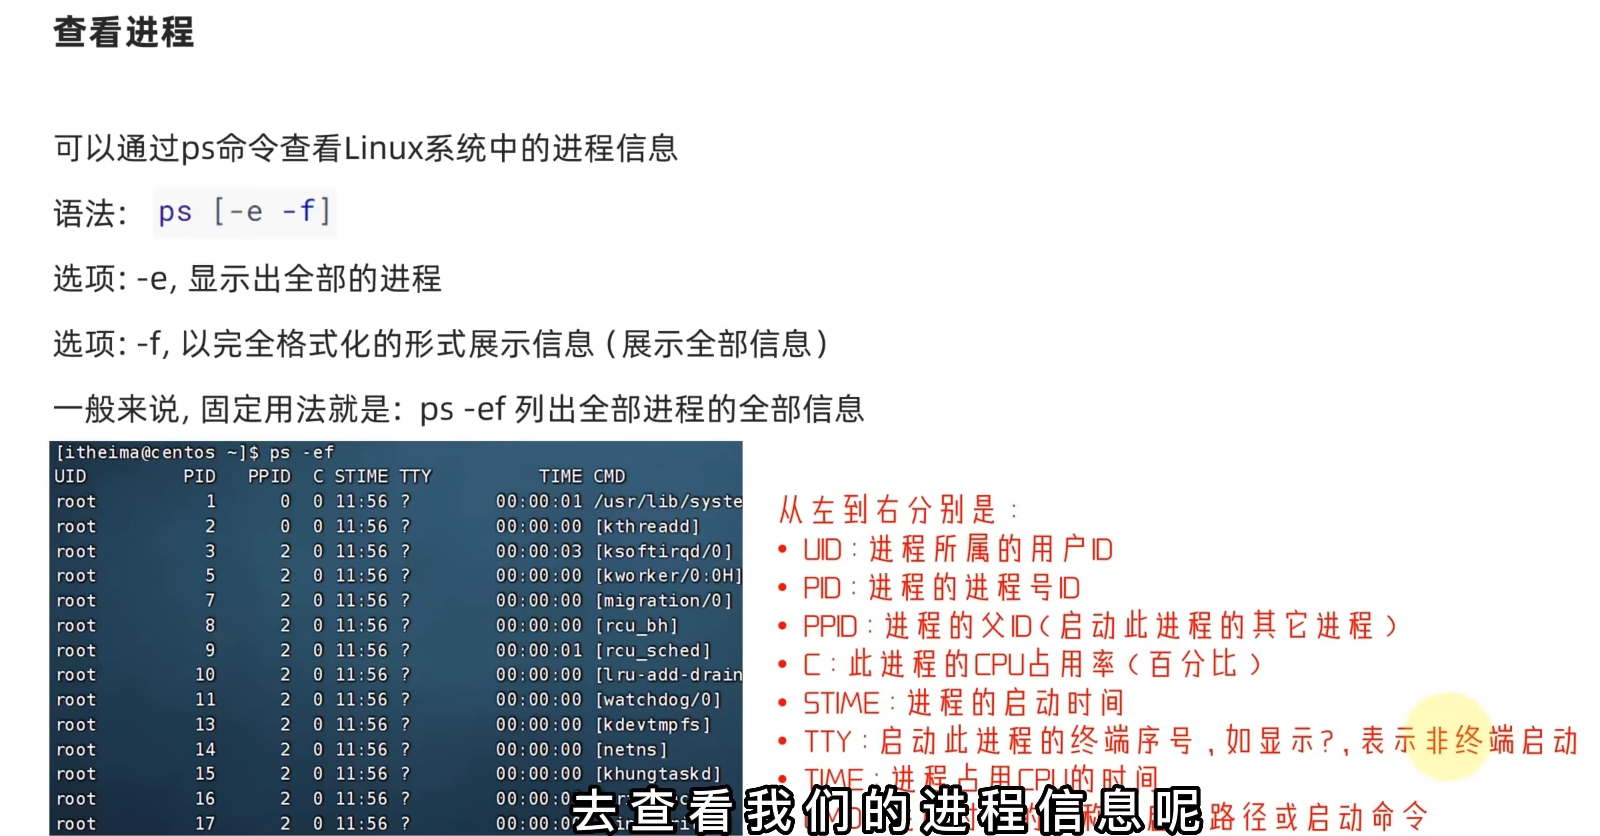 查看进程
可以通过ps命令查看Linux系统中的进程信息
语法： ps [-e -f]
选项: -e, 显示出全部的进程
选项: -f, 以完全格式化的形式展示信息（展示全部信息）
一般来说, 固定用法就是：ps -ef 列出全部进程的全部信息
[itheima@centos ~]$ ps -ef
UID PID PPID C STIME TTY TIME CMD
root 1 0 0 11:56 ? 00:00:01 /usr/lib/syste
root 2 0 0 11:56 ? 00:00:00 [kthreadd]
root 3 2 0 11:56 ? 00:00:03 [ksoftirqd/0]
root 5 2 0 11:56 ? 00:00:00 [kworker/0:0H]
root 7 2 0 11:56 ? 00:00:00 [migration/0]
root 8 2 0 11:56 ? 00:00:00 [rcu_bh]
root 9 2 0 11:56 ? 00:00:01 [rcu_sched]
root 10 2 0 11:56 ? 00:00:00 [lru-add-drain
root 11 2 0 11:56 ? 00:00:00 [watchdog/0]
root 13 2 0 11:56 ? 00:00:00 [kdevtmpfs]
root 14 2 0 11:56 ? 00:00:00 [netns]
root 15 2 0 11:56 ? 00:00:00 [khungtaskd]
root 16 2 0 11:56 ?
root 17 2 0 11:56 ?
从左到右分别是：
• UID：进程所属的用户ID
• PID：进程的进程号ID
• PPID：进程的父ID（启动此进程的其它进程）
• C：此进程的CPU占用率（百分比）
• STIME：进程的启动时间
• TTY：启动此进程的终端序号，如显示?，表示非终端启动
• TIME：进程占用CPU的时间
路径或启动命令
去查看我们的进程信息呢